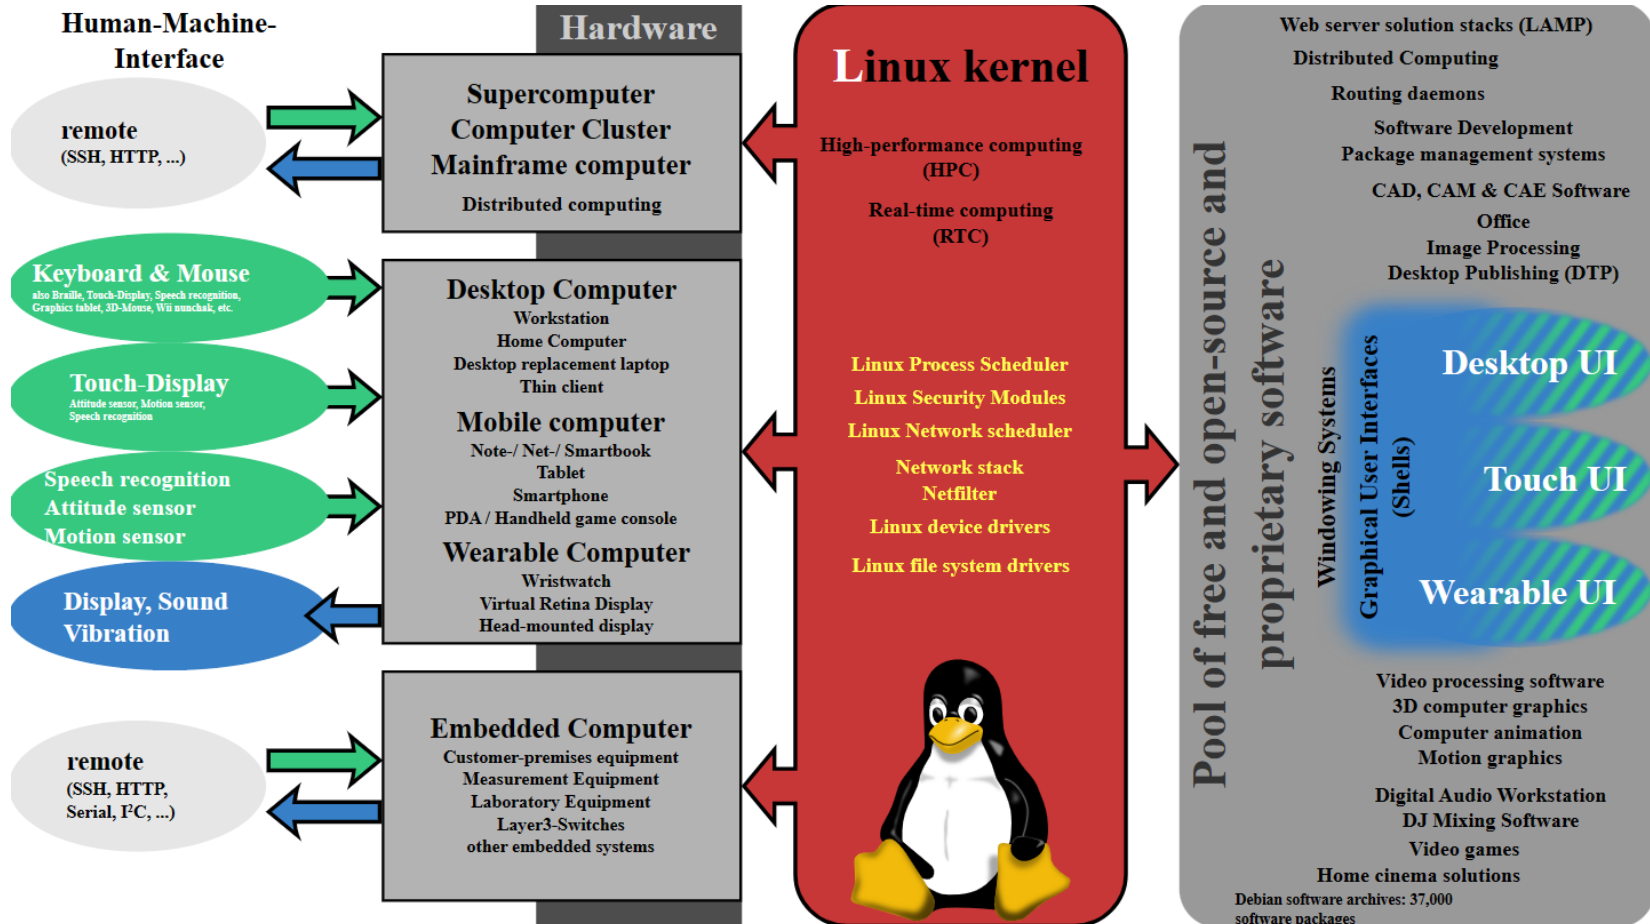 Human-Machine-
Interface
remote
(SSH, HTTP, ...)
Keyboard & Mouse
also Braille, Touch-Display, Speech recognition,
Graphics tablet, 3D-Mouse, Wii nunchak, etc.
Touch-Display
Attitude sensor, Motion sensor,
Speech recognition
Speech recognition
Attitude sensor
Motion sensor
Display, Sound
Vibration
remote
(SSH, HTTP,
Serial, I²C, ...)
Hardware
Supercomputer
Computer Cluster
Mainframe computer
Distributed computing
Desktop Computer
Workstation
Home Computer
Desktop replacement laptop
Thin client
Mobile computer
Note-/ Net-/ Smartbook
Tablet
Smartphone
PDA / Handheld game console
Wearable Computer
Wristwatch
Virtual Retina Display
Head-mounted display
Embedded Computer
Customer-premises equipment
Measurement Equipment
Laboratory Equipment
Layer3-Switches
other embedded systems
Linux kernel
High-performance computing
(HPC)
Real-time computing
(RTC)
Linux Process Scheduler
Linux Security Modules
Linux Network scheduler
Network stack
Netfilter
Linux device drivers
Linux file system drivers
Pool of free and open-source and
proprietary software
Web server solution stacks (LAMP)
Distributed Computing
Routing daemons
Software Development
Package management systems
CAD, CAM & CAE Software
Office
Image Processing
Desktop Publishing (DTP)
Windowing Systems
Graphical User Interfaces
(Shells)
Desktop UI
Touch UI
Wearable UI
Video processing software
3D computer graphics
Computer animation
Motion graphics
Digital Audio Workstation
DJ Mixing Software
Video games
Home cinema solutions
Debian software archives: 37,000
software packages